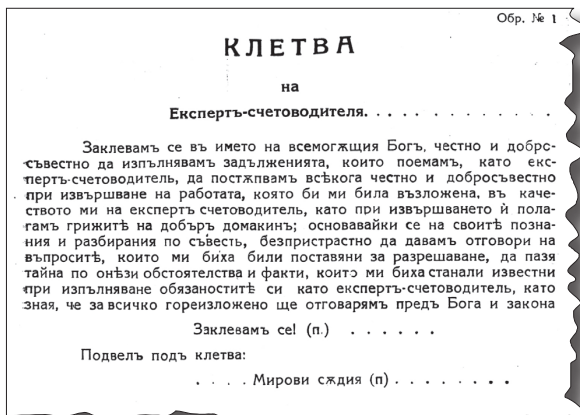 Обр. № 1
КЛЕТВА
на
Експертъ-счетоводителя. . . . . . . . . . . . . .
Заклевамъ се въ името на всемогѫщия Богъ, честно и добро-
съвестно да изпълнявамъ задълженията, които поемамъ, като екс-
пертъ-счетоводитель, да постѫпвамъ всѣкога честно и добросъвестно
при извършване на работата, която би ми била възложена, въ каче-
ството ми на експертъ счетоводитель, като при извършването ѝ пола-
гамъ грижитѣ на добъръ домакинъ; основавайки се на своитѣ позна-
ния и разбирания по съвесть, безпристрастно да давамъ отговори на
въпроситѣ, които ми биха били поставяни за разрешаване, да пазя
тайна по онѣзи обстоятелства и факти, които ми биха станали известни
при изпълняване обязаноститѣ си като експертъ-счетоводитель, като
зная, че за всичко гореизложено ще отговарямъ предъ Бога и закона
Заклевамъ се! (п.) . . . . . .
Подвелъ подъ клетва:
. . . . Мирови сѫдия (п) . . . . . . . .